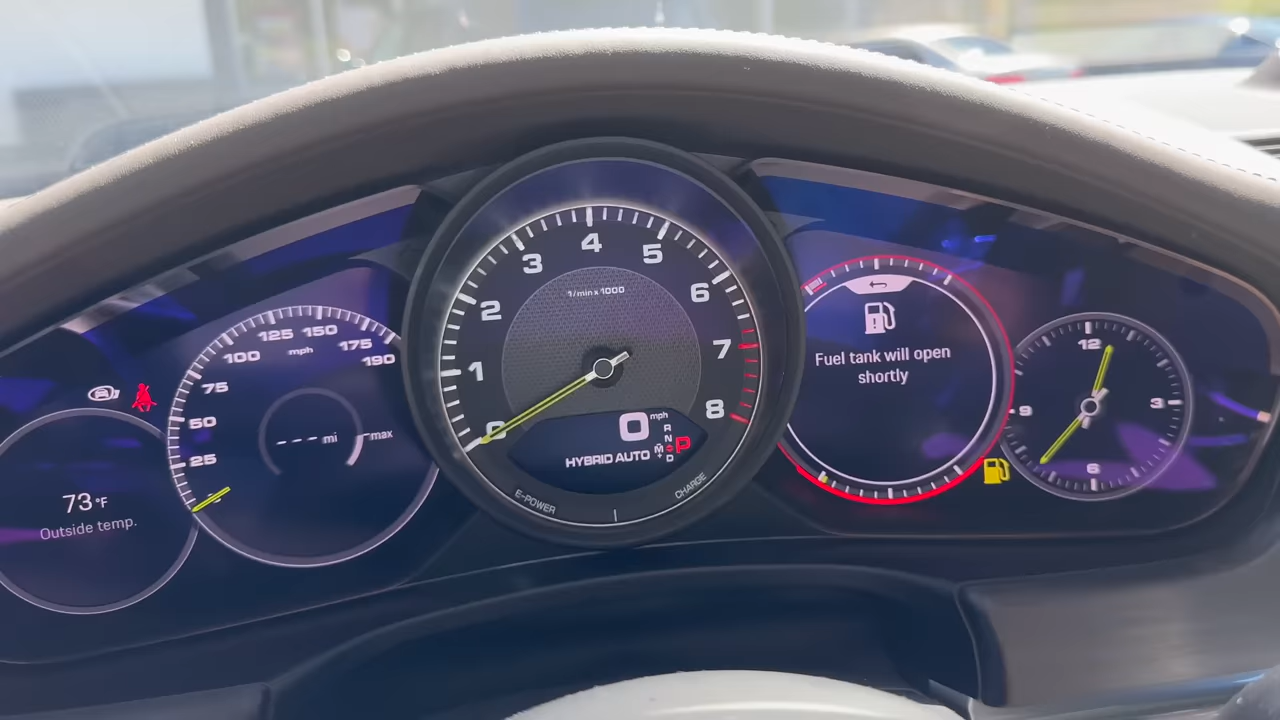 73°F
Outside temp.
25
50
75
100
125
150
175
190
mph
--- mi
max
0
1
2
3
4
5
6
7
8
1/min x 1000
0 mph
HYBRID AUTO
R
N
D
M
P
+
E-POWER
CHARGE
Fuel tank will open
shortly
12
3
6
9